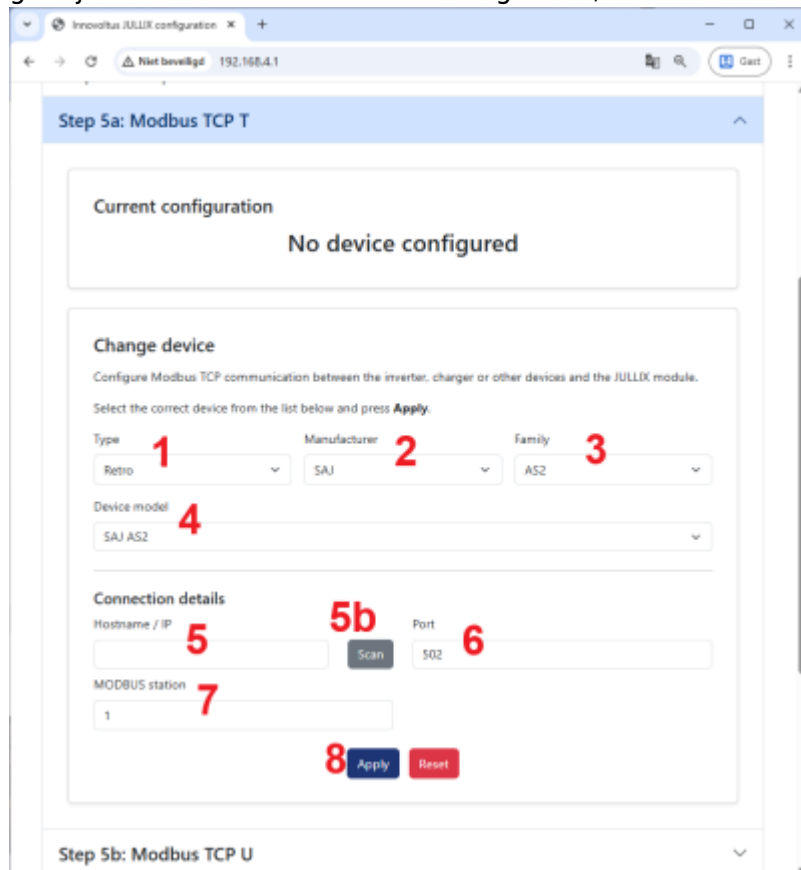 Innovoltus JULLIX configuration
Niet beveiligd 192.168.4.1 Gast
Step 5a: Modbus TCP T
Current configuration
No device configured
Change device
Configure Modbus TCP communication between the inverter, charger or other devices and the JULLIX module.
Select the correct device from the list below and press Apply.
Type 1 Manufacturer 2 Family 3
Retro SAJ AS2
Device model 4
SAJ AS2
Connection details
Hostname / IP 5 5b Port 6
Scan 502
MODBUS station 7
1
8 Apply Reset
Step 5b: Modbus TCP U